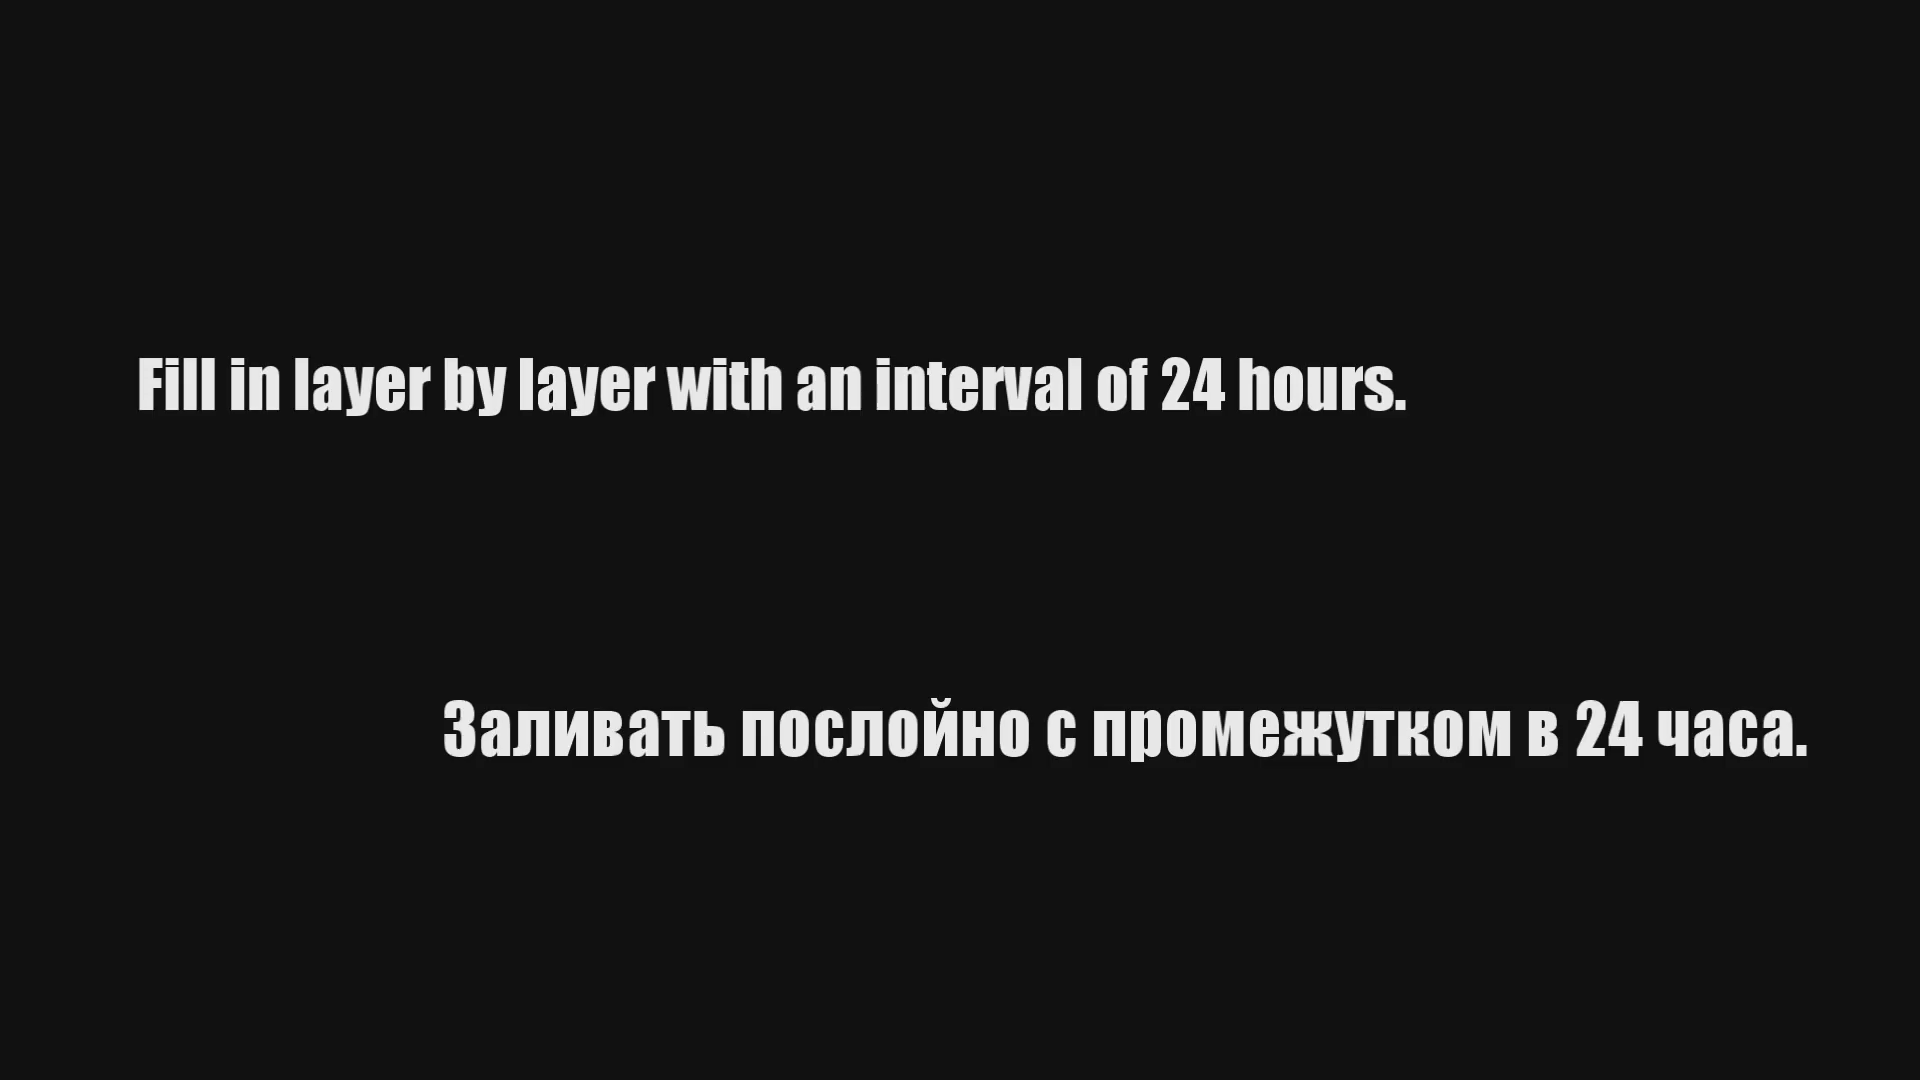 Fill in layer by layer with an interval of 24 hours.
Заливать послойно с промежутком в 24 часа.